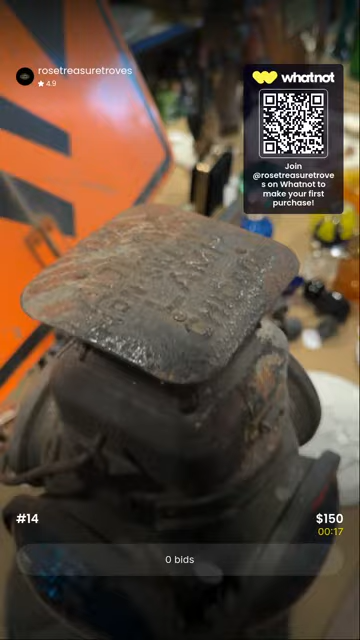 rosetreasuretroves
★ 4.9
whatnot
Join
@rosetreasuretrove
s on Whatnot to
make your first
purchase!
LAMP
#14
$150
00:17
0 bids